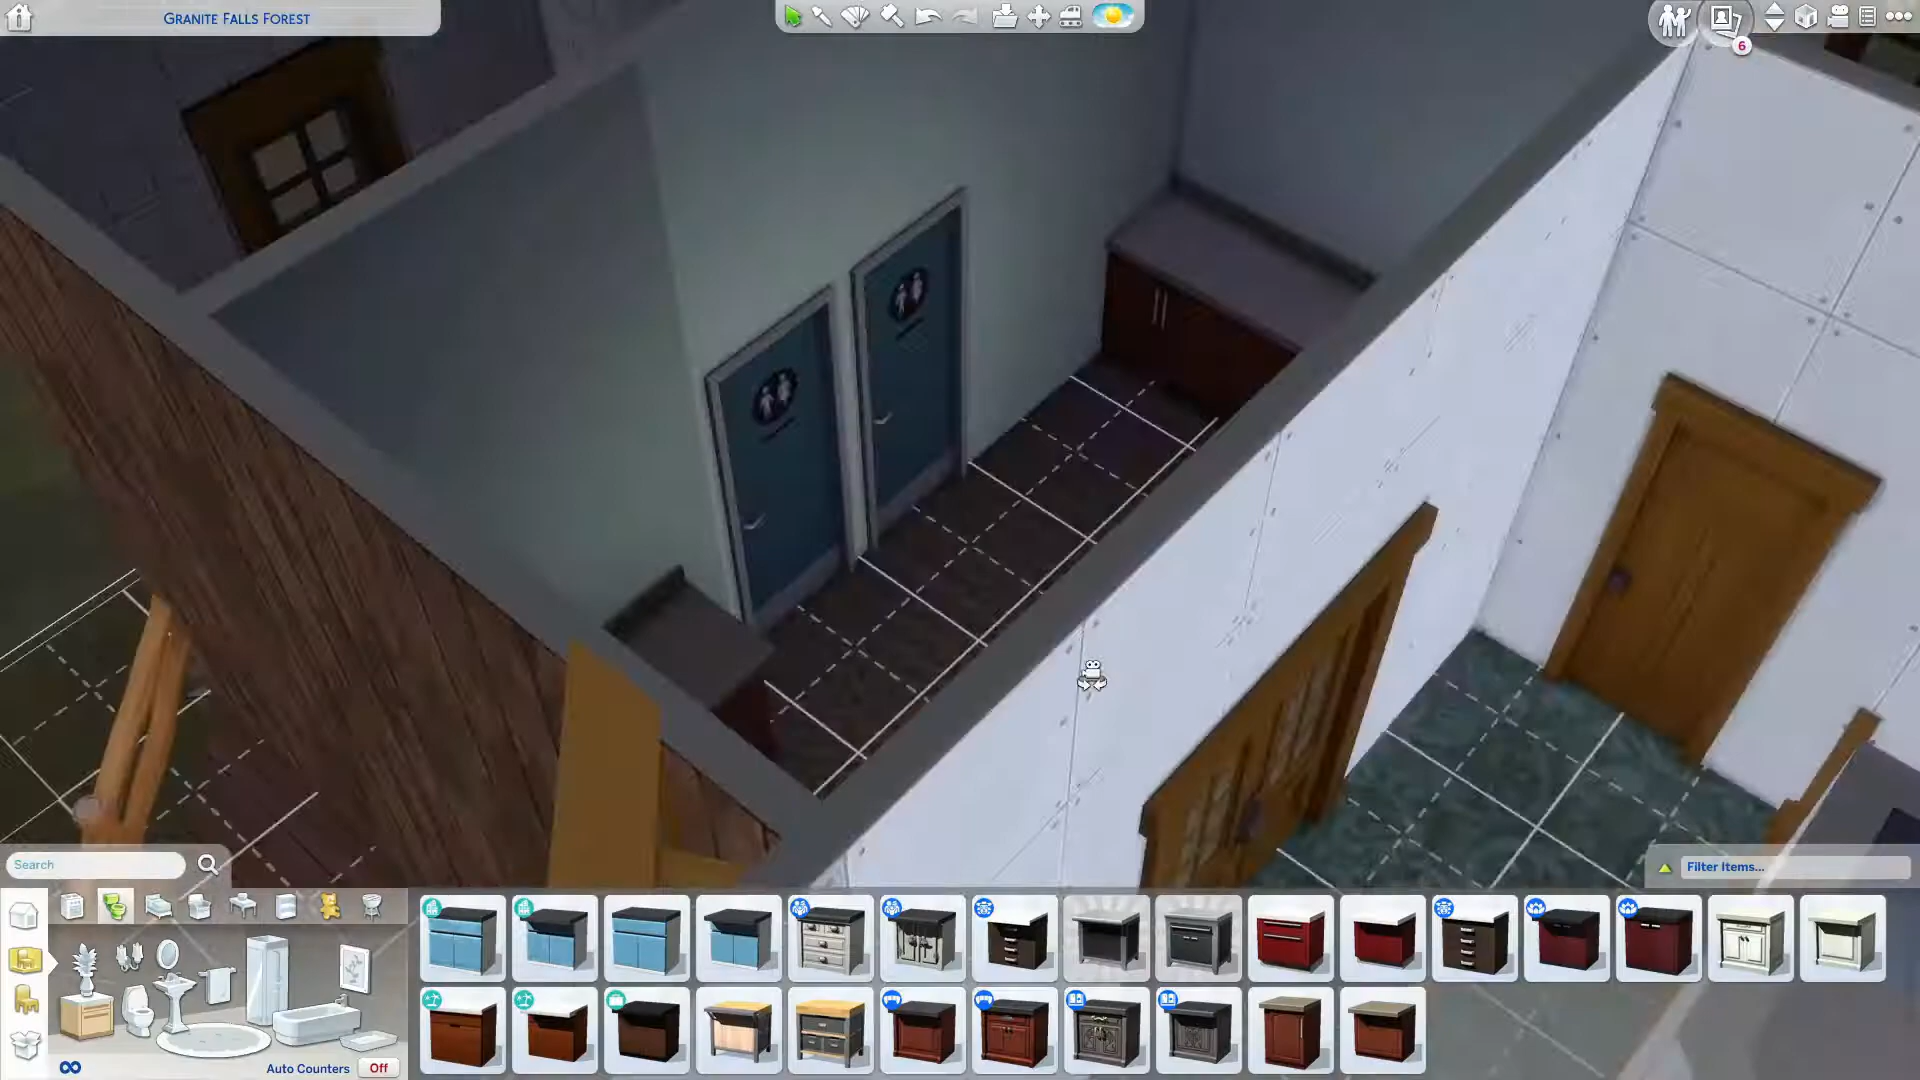 GRANITE FALLS FOREST
6
Search
Filter Items...
Auto Counters
Off